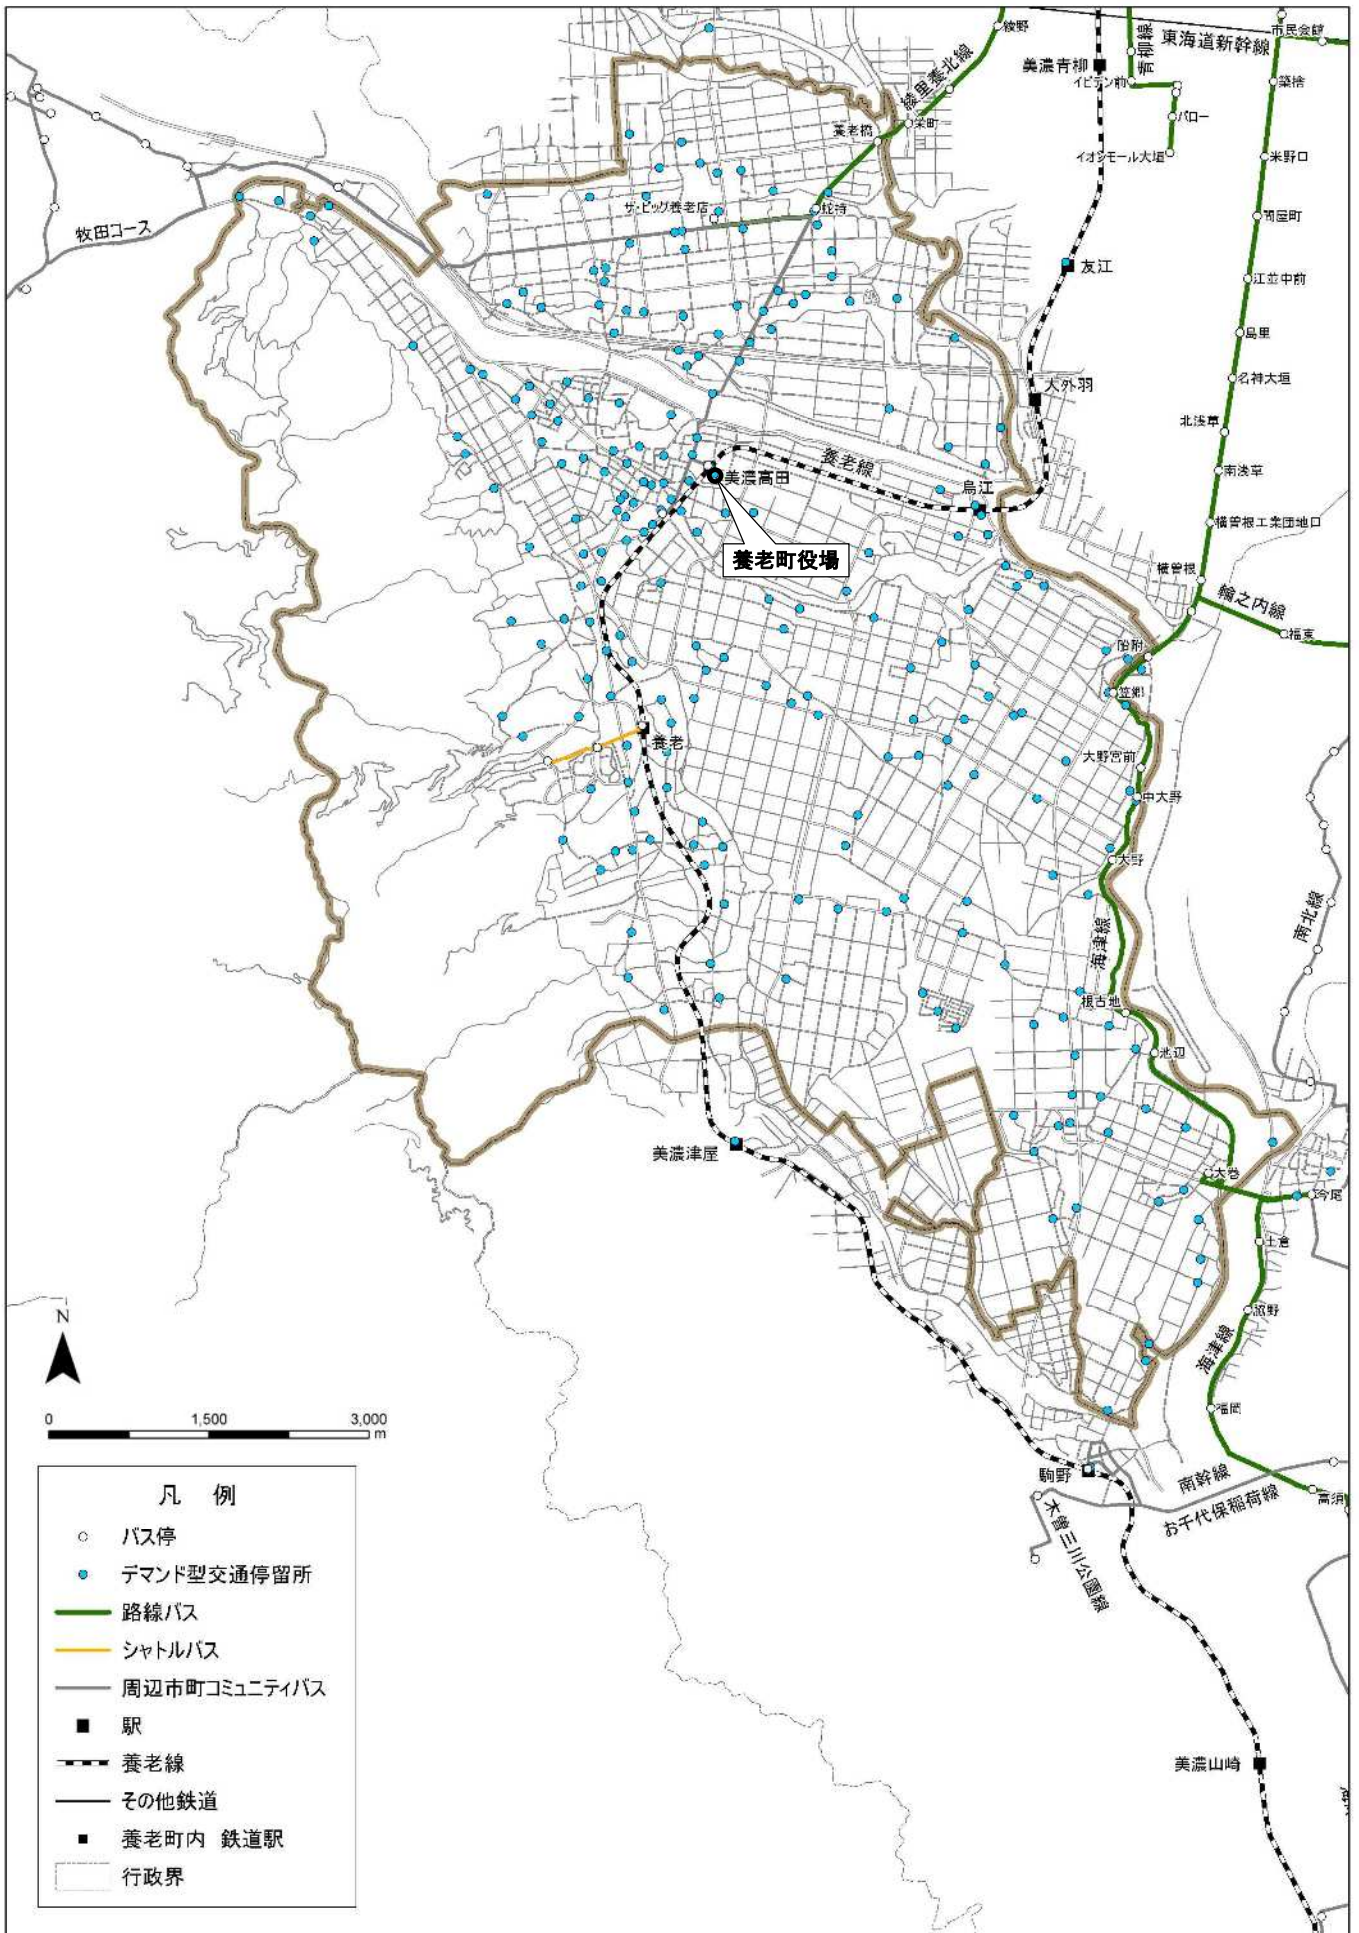 綾野
市民会館
東海道新幹線
青柳線
美濃青柳
イビデン前
築捨
綾里養北線
バロー
栄町
養老橋
イオンモール大垣
米野口
ザ・ビッグ養老店
蛇持
問屋町
牧田コース
友江
江並中前
島里
名神大垣
大外羽
北浅草
南浅草
養老線
美濃高田
烏江
横曽根工業団地口
養老町役場
横曽根
輪之内線
福東
笠郷
養老
大野宮前
中大野
大野
南北線
海津線
根古地
池辺
美濃津屋
大巻
今尾
土倉
海津線
福岡
N
0
1,500
3,000
m
駒野
南幹線
高須
お千代保稲荷線
木曽三川公園線
凡 例
バス停
デマンド型交通停留所
路線バス
シャトルバス
周辺市町コミュニティバス
駅
養老線
その他鉄道
養老町内 鉄道駅
行政界
美濃山崎